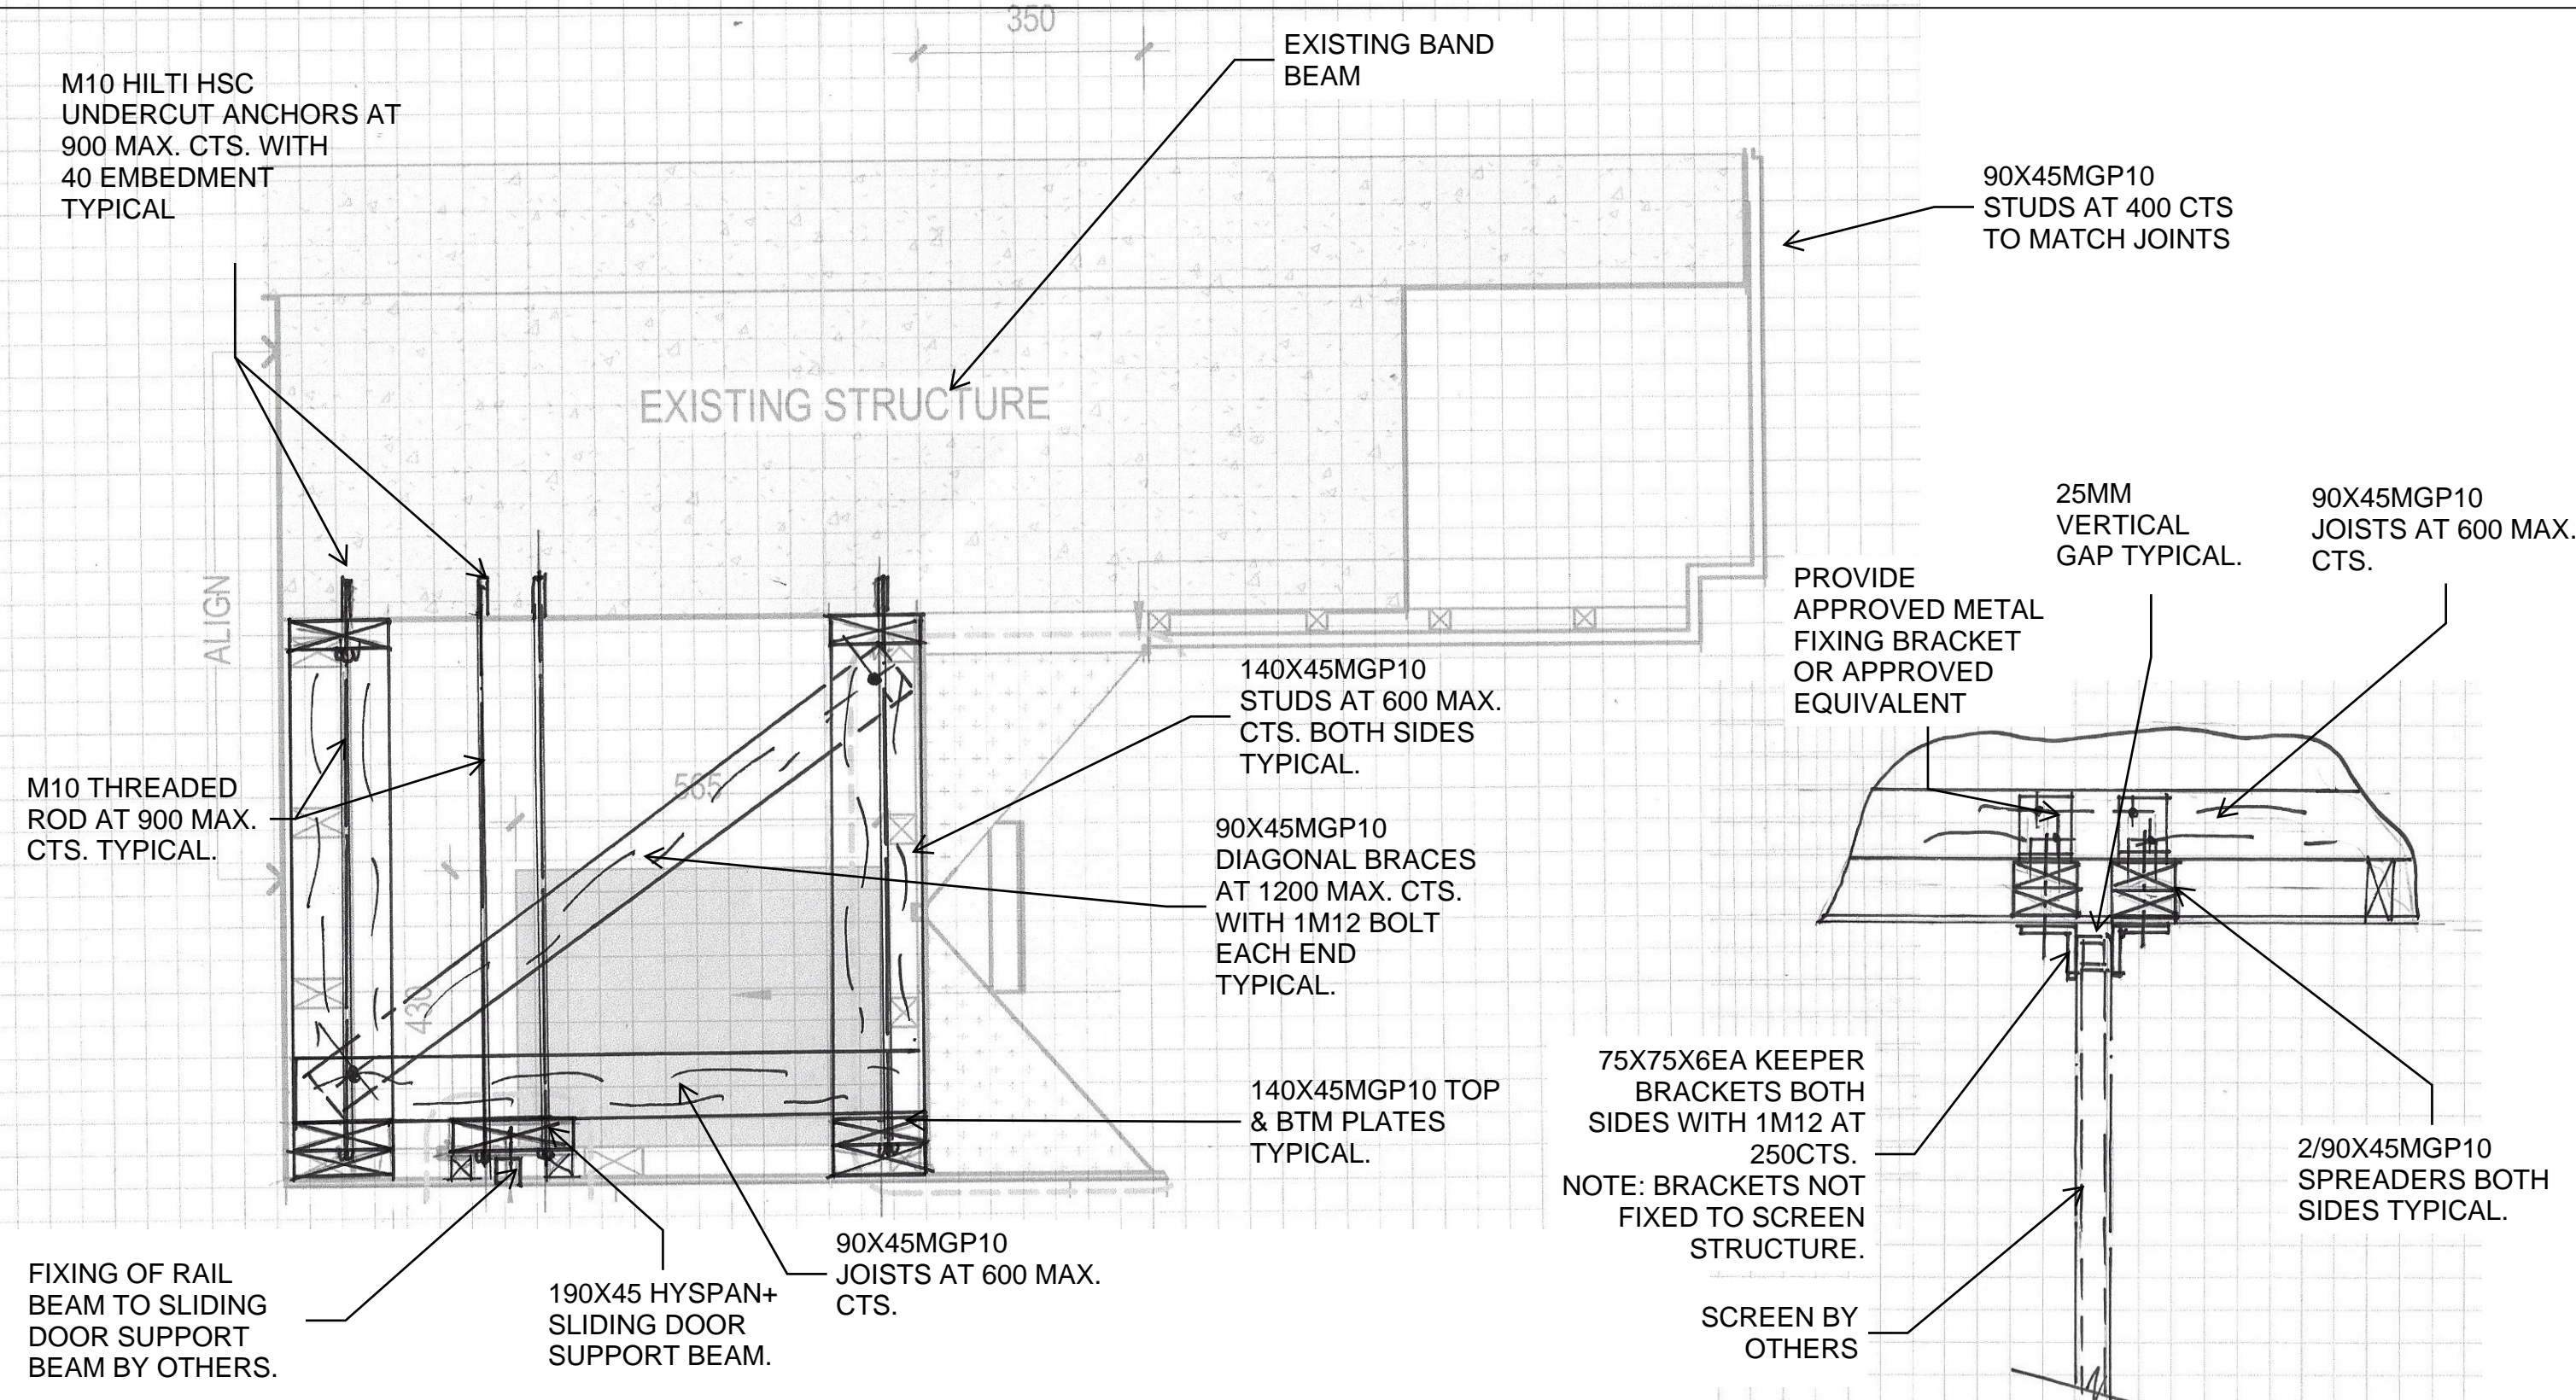 350
EXISTING BAND
BEAM
M10 HILTI HSC
UNDERCUT ANCHORS AT
900 MAX. CTS. WITH
40 EMBEDMENT
TYPICAL
90X45MGP10
STUDS AT 400 CTS
TO MATCH JOINTS
EXISTING STRUCTURE
25MM
VERTICAL
GAP TYPICAL.
90X45MGP10
JOISTS AT 600 MAX.
CTS.
PROVIDE
APPROVED METAL
FIXING BRACKET
OR APPROVED
EQUIVALENT
ALIGN
140X45MGP10
STUDS AT 600 MAX.
CTS. BOTH SIDES
TYPICAL.
M10 THREADED
ROD AT 900 MAX.
CTS. TYPICAL.
565
90X45MGP10
DIAGONAL BRACES
AT 1200 MAX. CTS.
WITH 1M12 BOLT
EACH END
TYPICAL.
430
75X75X6EA KEEPER
BRACKETS BOTH
SIDES WITH 1M12 AT
250CTS.
NOTE: BRACKETS NOT
FIXED TO SCREEN
STRUCTURE.
140X45MGP10 TOP
& BTM PLATES
TYPICAL.
2/90X45MGP10
SPREADERS BOTH
SIDES TYPICAL.
FIXING OF RAIL
BEAM TO SLIDING
DOOR SUPPORT
BEAM BY OTHERS.
190X45 HYSPAN+
SLIDING DOOR
SUPPORT BEAM.
90X45MGP10
JOISTS AT 600 MAX.
CTS.
SCREEN BY
OTHERS